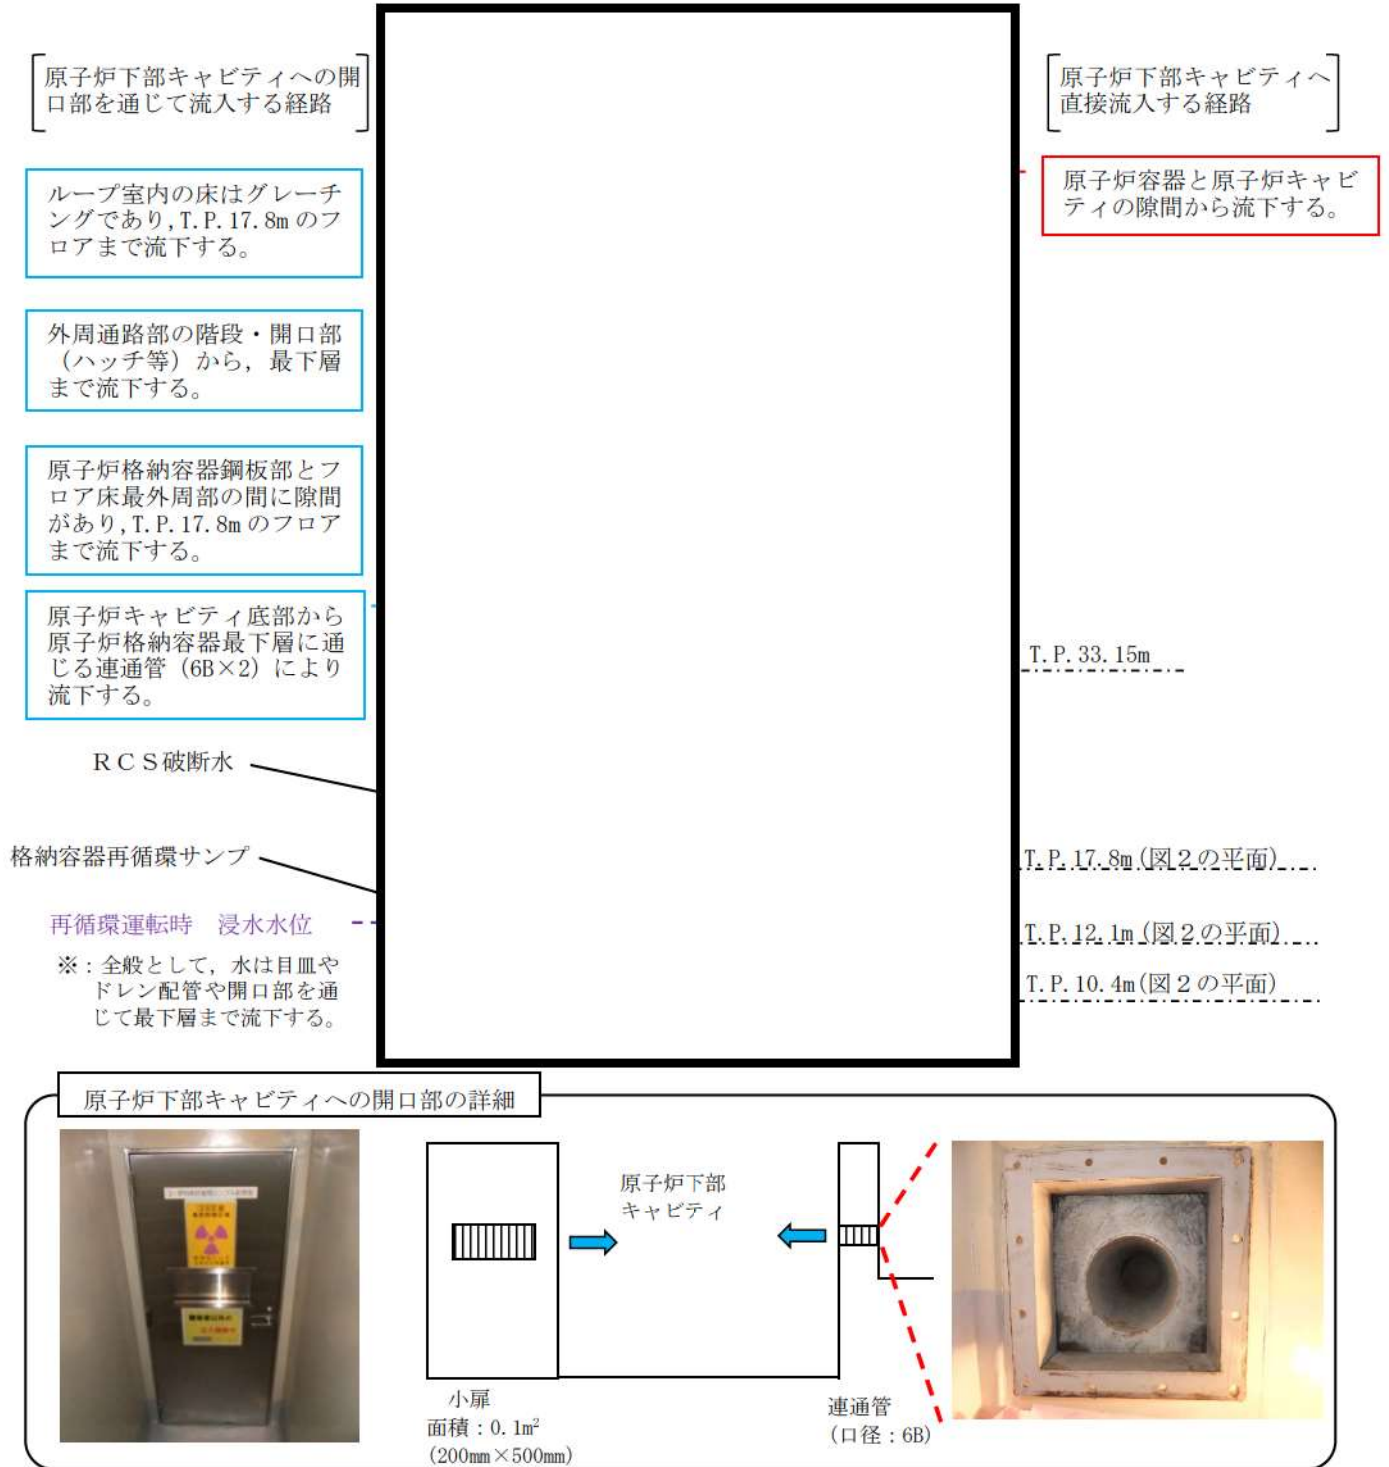 原子炉下部キャビティへの開
口部を通じて流入する経路
原子炉下部キャビティへ
直接流入する経路
ループ室内の床はグレーチ
ングであり,T.P.17.8mのフ
ロアまで流下する。
原子炉容器と原子炉キャビ
ティの隙間から流下する。
外周通路部の階段・開口部
(ハッチ等)から,最下層
まで流下する。
原子炉格納容器鋼板部とフ
ロア床最外周部の間に隙間
があり,T.P.17.8mのフロア
まで流下する。
原子炉キャビティ底部から
原子炉格納容器最下層に通
じる連通管(6B×2)により
流下する。
T.P.33.15m
RCS破断水
格納容器再循環サンプ
T.P.17.8m(図2の平面)
再循環運転時 浸水水位
T.P.12.1m(図2の平面)
※:全般として,水は目皿や
ドレン配管や開口部を通
じて最下層まで流下する。
T.P.10.4m(図2の平面)
原子炉下部キャビティへの開口部の詳細
原子炉下部
キャビティ
小扉
面積:0.1m²
(200mm×500mm)
連通管
(口径:6B)